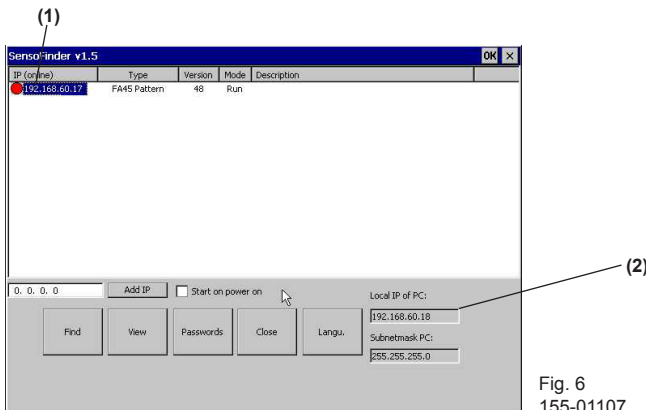 (1)
SensoFinder v1.5 OK ×
IP (online) Type Version Mode Description
192.168.60.17 FA45 Pattern 48 Run
(2)
0. 0. 0. 0 Add IP Start on power on Local IP of PC:
192.168.60.18
Find View Passwords Close Langu. Subnetmask PC:
255.255.255.0
Fig. 6
155-01107